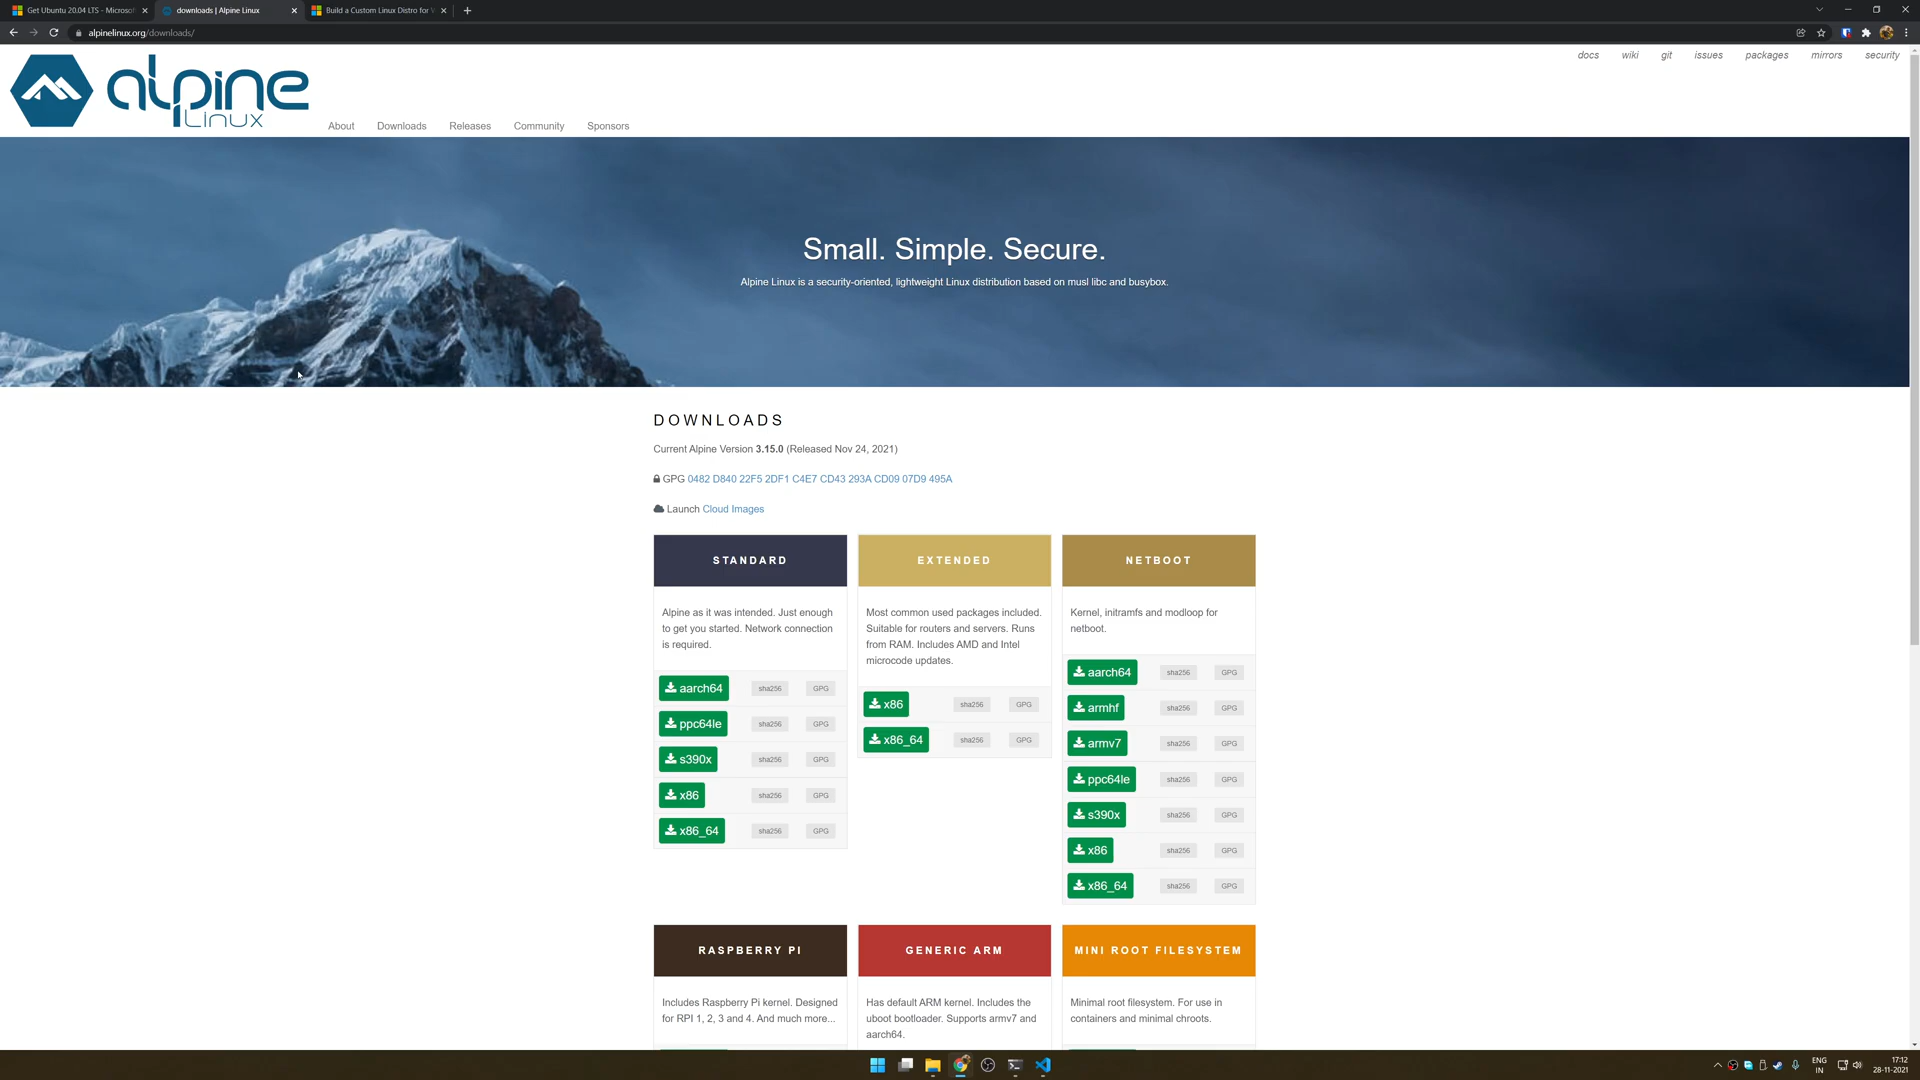 Get Ubuntu 20.04 LTS - Microsof
downloads | Alpine Linux
Build a Custom Linux Distro for W
alpinelinux.org/downloads/
docs wiki git issues packages mirrors security
alpine
Linux
About Downloads Releases Community Sponsors
Small. Simple. Secure.
Alpine Linux is a security-oriented, lightweight Linux distribution based on musl libc and busybox.
DOWNLOADS
Current Alpine Version 3.15.0 (Released Nov 24, 2021)
GPG 0482 D840 22F5 2DF1 C4E7 CD43 293A CD09 07D9 495A
Launch Cloud Images
STANDARD
Alpine as it was intended. Just enough
to get you started. Network connection
is required.
aarch64 sha256 GPG
ppc64le sha256 GPG
s390x sha256 GPG
x86 sha256 GPG
x86_64 sha256 GPG
EXTENDED
Most common used packages included.
Suitable for routers and servers. Runs
from RAM. Includes AMD and Intel
microcode updates.
x86 sha256 GPG
x86_64 sha256 GPG
NETBOOT
Kernel, initramfs and modloop for
netboot.
aarch64 sha256 GPG
armhf sha256 GPG
armv7 sha256 GPG
ppc64le sha256 GPG
s390x sha256 GPG
x86 sha256 GPG
x86_64 sha256 GPG
RASPBERRY PI
Includes Raspberry Pi kernel. Designed
for RPI 1, 2, 3 and 4. And much more...
GENERIC ARM
Has default ARM kernel. Includes the
uboot bootloader. Supports armv7 and
aarch64.
MINI ROOT FILESYSTEM
Minimal root filesystem. For use in
containers and minimal chroots.
ENG
IN
17:12
28-11-2021